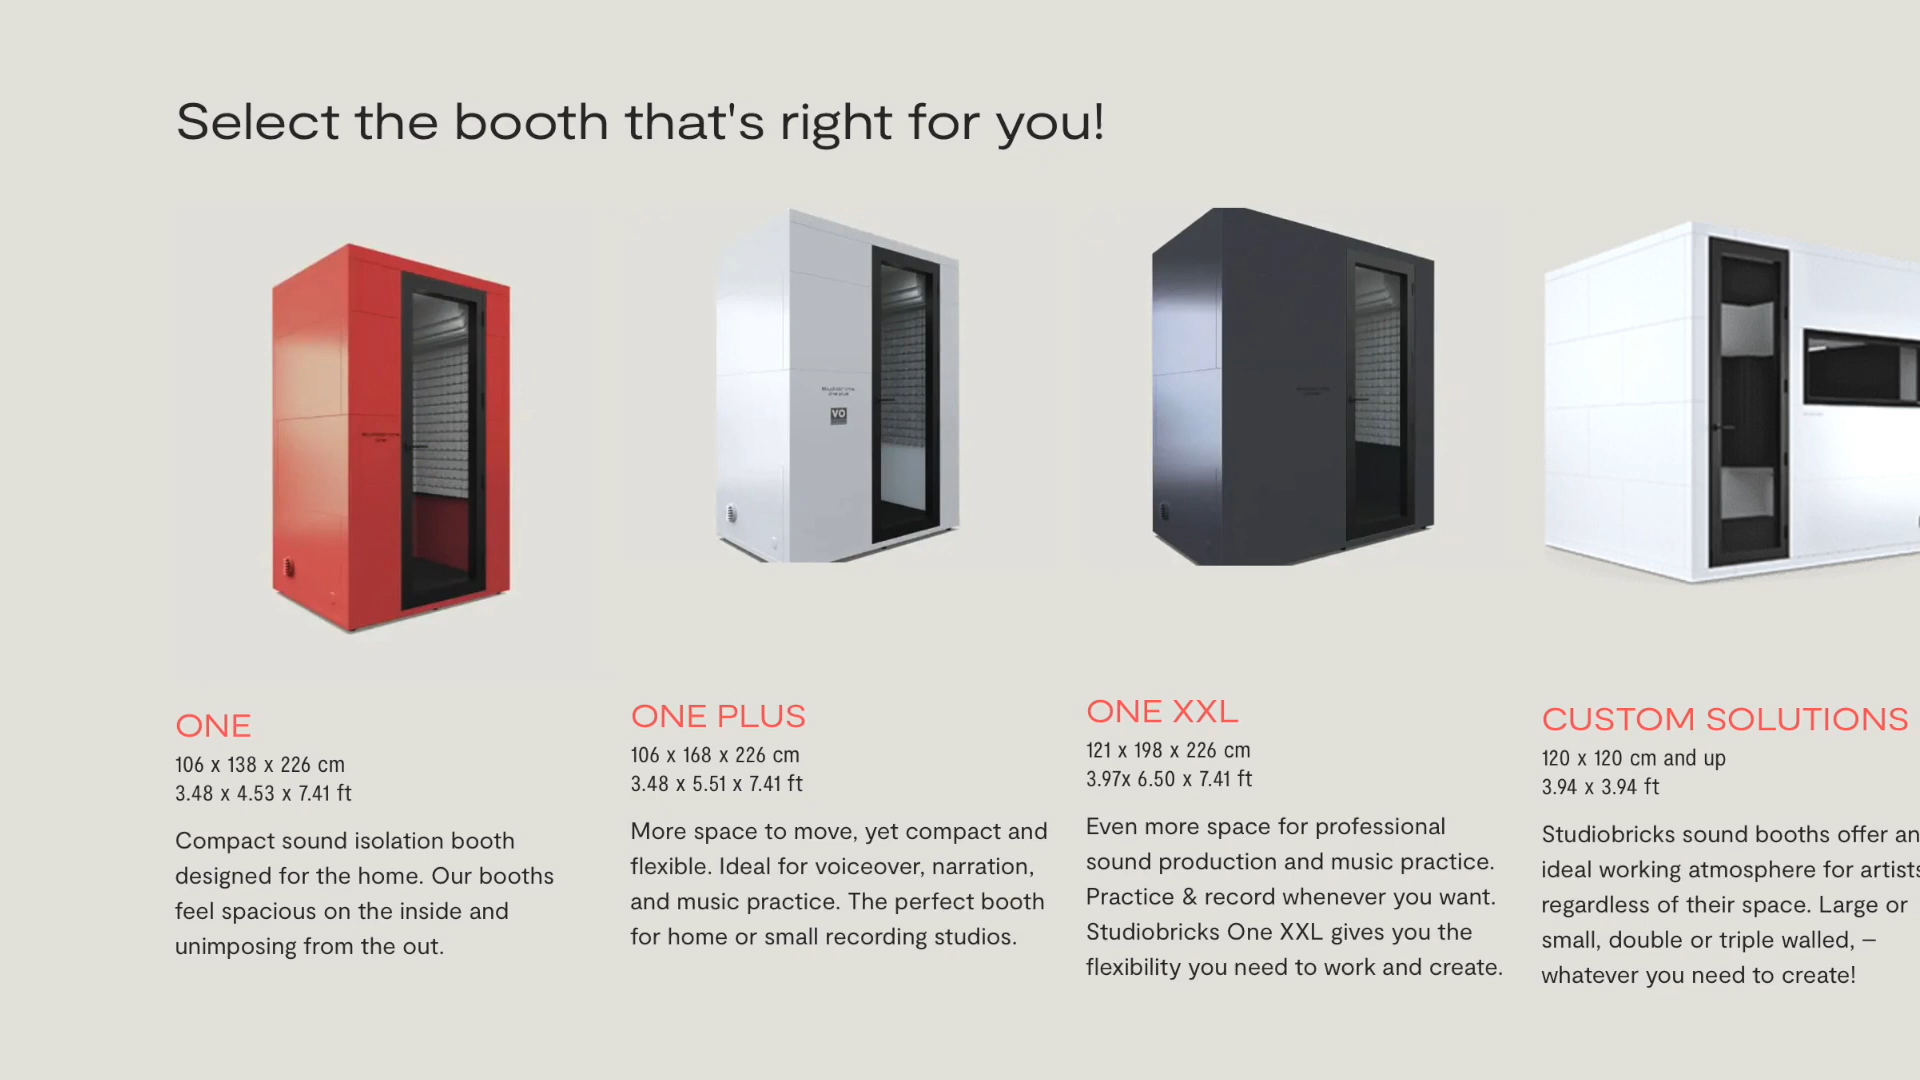 Select the booth that's right for you!
VO
ONE
106 x 138 x 226 cm
3.48 x 4.53 x 7.41 ft
Compact sound isolation booth
designed for the home. Our booths
feel spacious on the inside and
unimposing from the out.
ONE PLUS
106 x 168 x 226 cm
3.48 x 5.51 x 7.41 ft
More space to move, yet compact and
flexible. Ideal for voiceover, narration,
and music practice. The perfect booth
for home or small recording studios.
ONE XXL
121 x 198 x 226 cm
3.97x 6.50 x 7.41 ft
Even more space for professional
sound production and music practice.
Practice & record whenever you want.
Studiobricks One XXL gives you the
flexibility you need to work and create.
CUSTOM SOLUTIONS
120 x 120 cm and up
3.94 x 3.94 ft
Studiobricks sound booths offer an
ideal working atmosphere for artists
regardless of their space. Large or
small, double or triple walled, –
whatever you need to create!